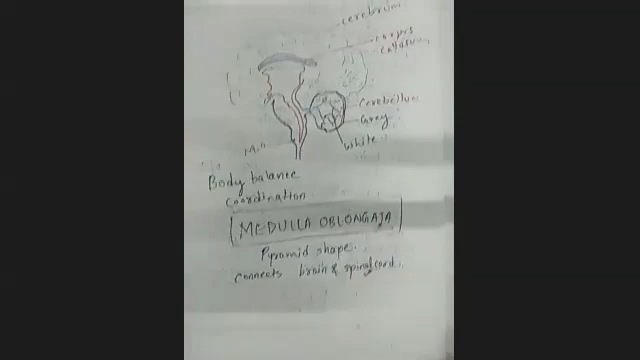 cerebrum
corpus
callosum
cerebellum
Grey
white
M.O
Body balance
coordination
MEDULLA OBLONGATA
Pyramid shape.
connects brain & spinal cord.